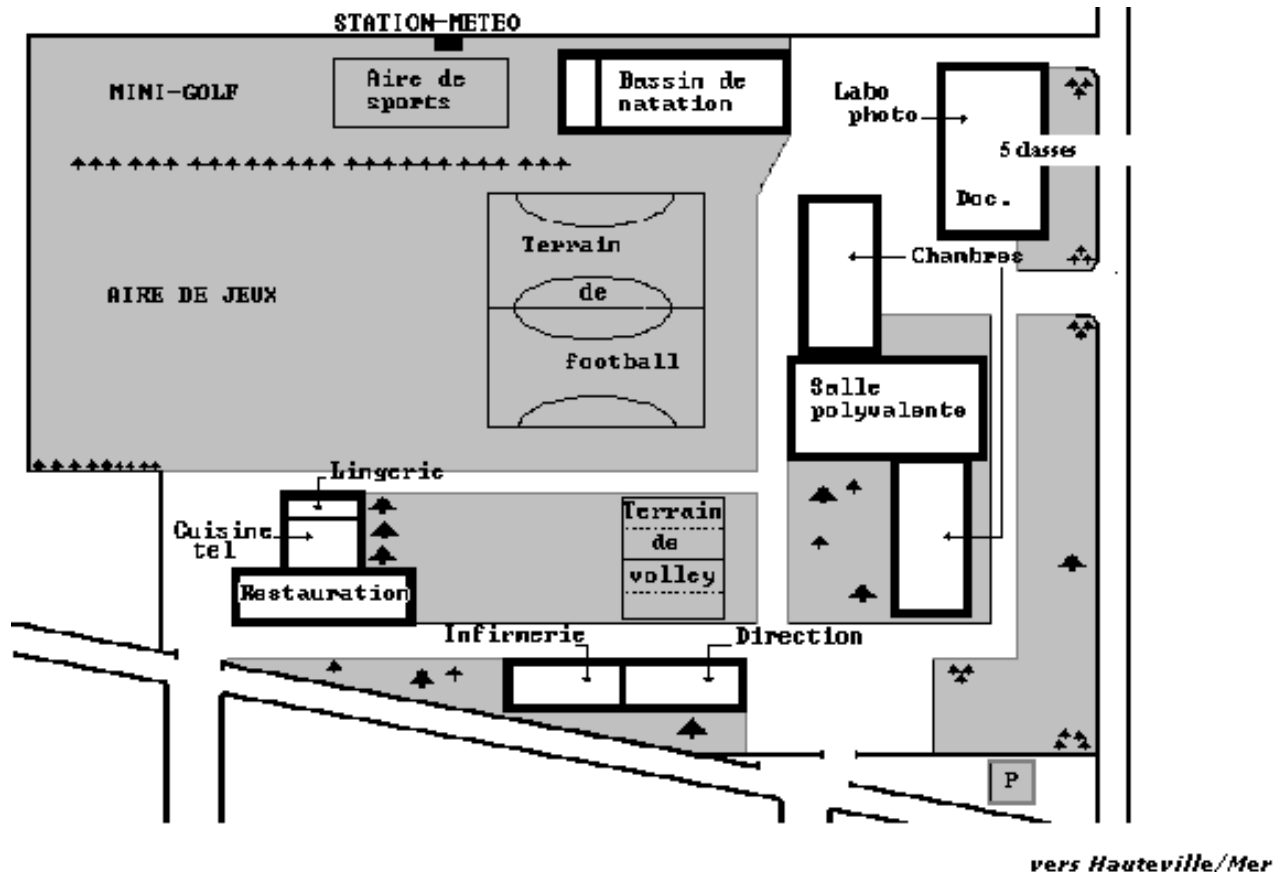 STATION-METEO
MINI-GOLF
Aire de
sports
Bassin de
natation
Labo
photo
5 classes
Doc.
Terrain
Chambres
AIRE DE JEUX
de
football
Salle
polyvalente
Lingerie
Terrain
Cuisine
de
tel
volley
Restauration
Infirmerie
Direction
P
vers Hauteville/Mer